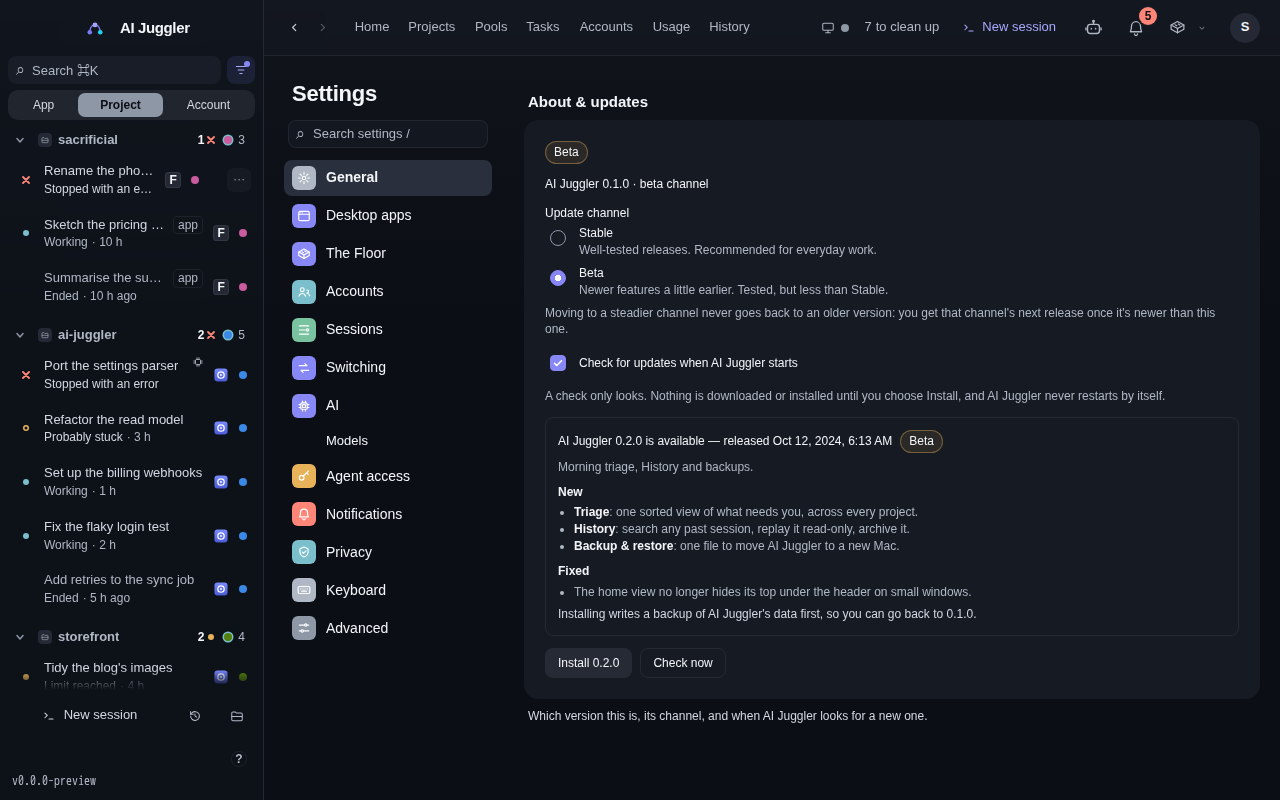 AI Juggler
Search ⌘K
App Project Account
sacrificial 1 3
Rename the pho…
Stopped with an e…
F
Sketch the pricing … app
Working · 10 h
F
Summarise the su… app
Ended · 10 h ago
F
ai-juggler 2 5
Port the settings parser
Stopped with an error
Refactor the read model
Probably stuck · 3 h
Set up the billing webhooks
Working · 1 h
Fix the flaky login test
Working · 2 h
Add retries to the sync job
Ended · 5 h ago
storefront 2 4
Tidy the blog's images
Limit reached · 4 h
New session
?
v0.0.0-preview
Home Projects Pools Tasks Accounts Usage History
7 to clean up
New session
5
S
Settings
Search settings /
General
Desktop apps
The Floor
Accounts
Sessions
Switching
AI
Models
Agent access
Notifications
Privacy
Keyboard
Advanced
About & updates
Beta
AI Juggler 0.1.0 · beta channel
Update channel
Stable
Well-tested releases. Recommended for everyday work.
Beta
Newer features a little earlier. Tested, but less than Stable.
Moving to a steadier channel never goes back to an older version: you get that channel's next release once it's newer than this
one.
Check for updates when AI Juggler starts
A check only looks. Nothing is downloaded or installed until you choose Install, and AI Juggler never restarts by itself.
AI Juggler 0.2.0 is available — released Oct 12, 2024, 6:13 AM Beta
Morning triage, History and backups.
New
• Triage: one sorted view of what needs you, across every project.
• History: search any past session, replay it read-only, archive it.
• Backup & restore: one file to move AI Juggler to a new Mac.
Fixed
• The home view no longer hides its top under the header on small windows.
Installing writes a backup of AI Juggler's data first, so you can go back to 0.1.0.
Install 0.2.0 Check now
Which version this is, its channel, and when AI Juggler looks for a new one.